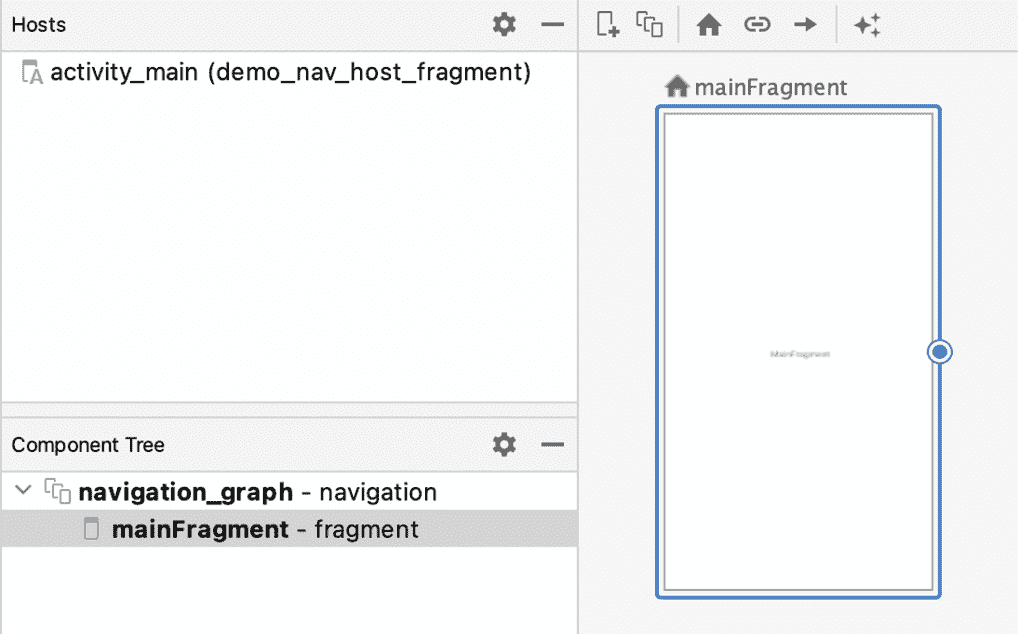 Hosts
activity_main (demo_nav_host_fragment)
Component Tree
navigation_graph - navigation
mainFragment - fragment
mainFragment
MainFragment